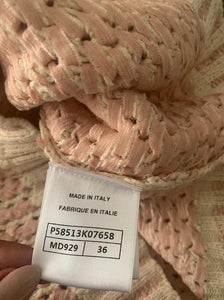 MADE IN ITALY
FABRIQUE EN ITALIE
P58513K07658
MD929 36